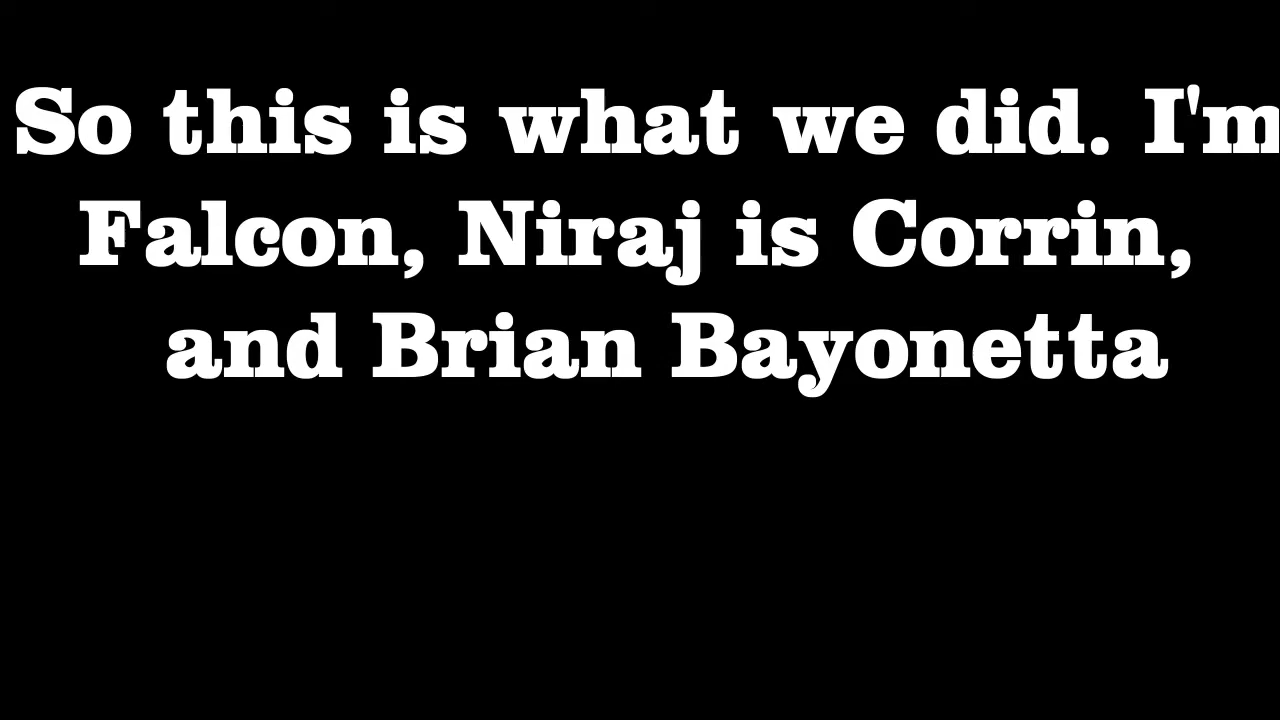 So this is what we did. I'm
Falcon, Niraj is Corrin,
and Brian Bayonetta